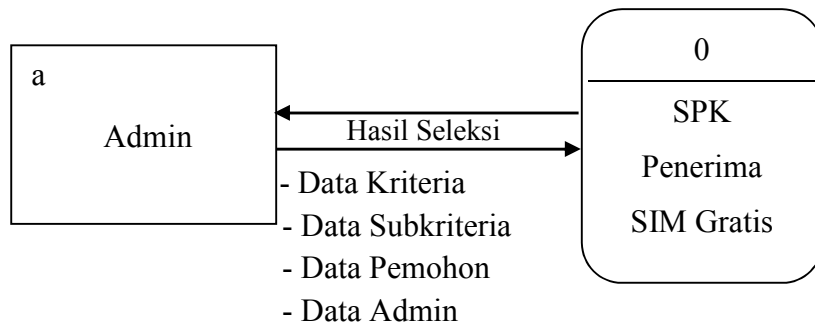 a
Admin
Hasil Seleksi
- Data Kriteria
- Data Subkriteria
- Data Pemohon
- Data Admin
0
SPK
Penerima
SIM Gratis